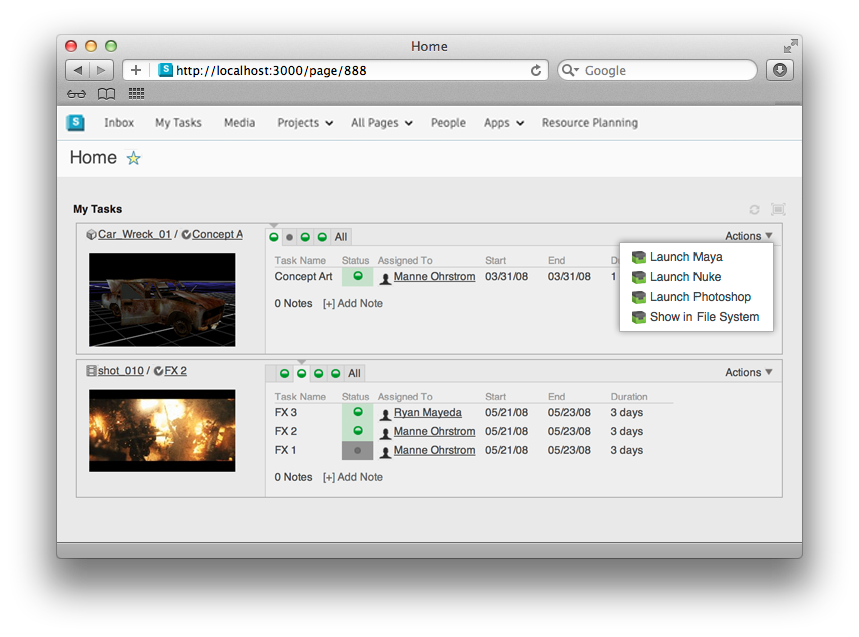 Home
http://localhost:3000/page/888
Google
S Inbox My Tasks Media Projects All Pages People Apps Resource Planning
Home
My Tasks
Car_Wreck_01 / Concept A
All
Actions
Task Name Status Assigned To Start End
Concept Art Manne Ohrstrom 03/31/08 03/31/08 1
0 Notes [+] Add Note
Launch Maya
Launch Nuke
Launch Photoshop
Show in File System
shot_010 / FX 2
All
Actions
Task Name Status Assigned To Start End Duration
FX 3 Ryan Mayeda 05/21/08 05/23/08 3 days
FX 2 Manne Ohrstrom 05/21/08 05/23/08 3 days
FX 1 Manne Ohrstrom 05/21/08 05/23/08 3 days
0 Notes [+] Add Note